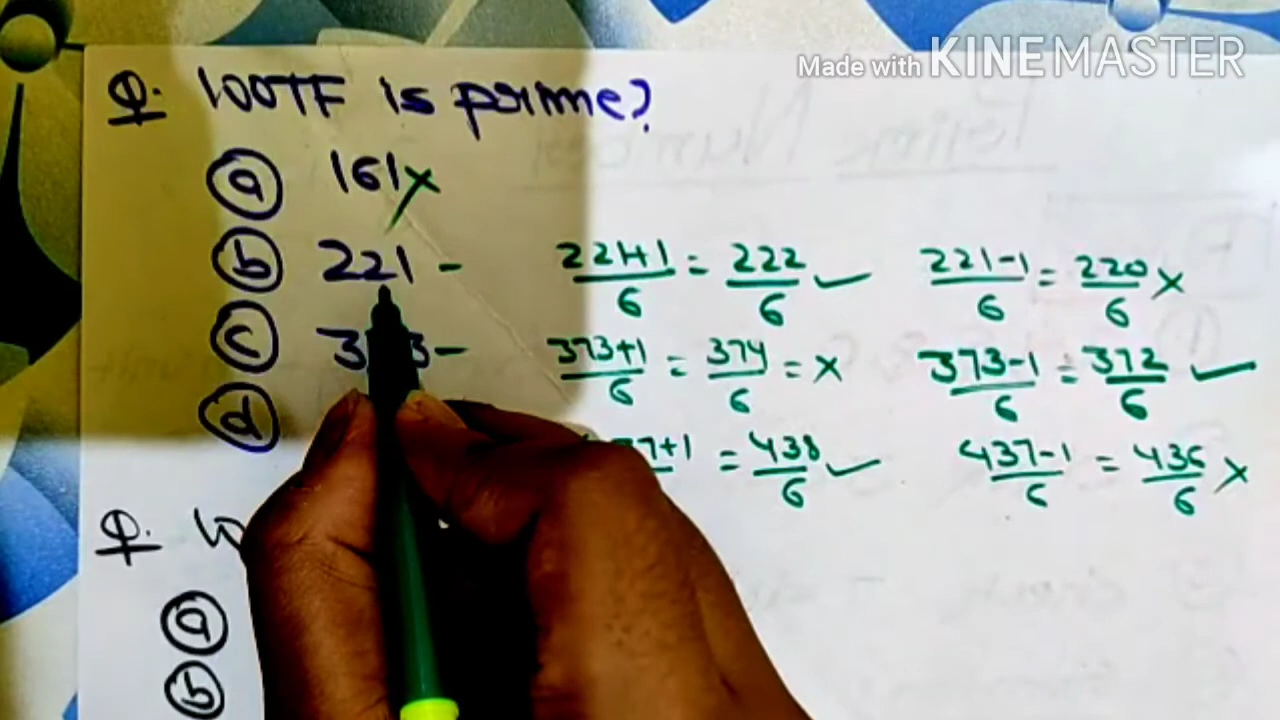 Made with KINEMASTER
Q. WOOTF is prime?
a 161 x
b 221 - 221+1/6 = 222/6 ✓ 221-1/6 = 220/6 x
c 3 3 - 373+1/6 = 374/6 = x 373-1/6 = 372/6 ✓
d 7+1 = 438/6 ✓ 437-1/6 = 436/6 x
Q.
a
b